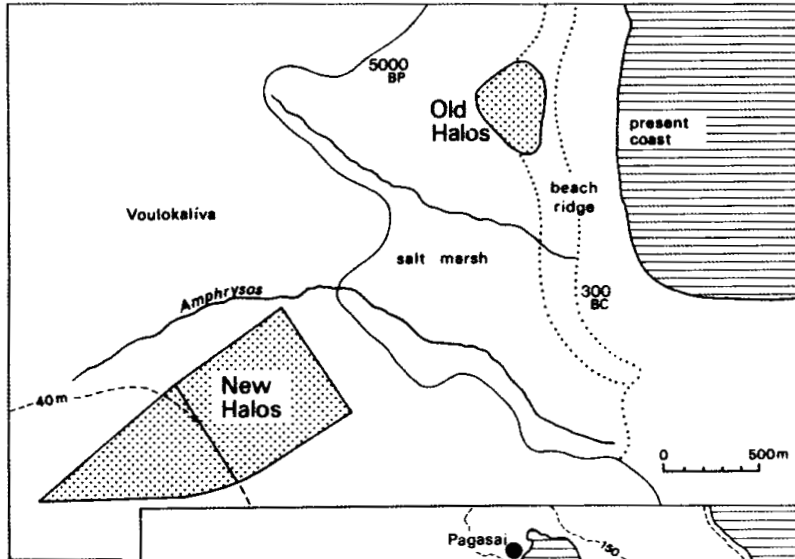 5000
BP
Old
Halos
present
coast
beach
ridge
Voulokalíva
salt marsh
300
BC
Amphrysos
New
Halos
40m
0 500m
Pagasai
150